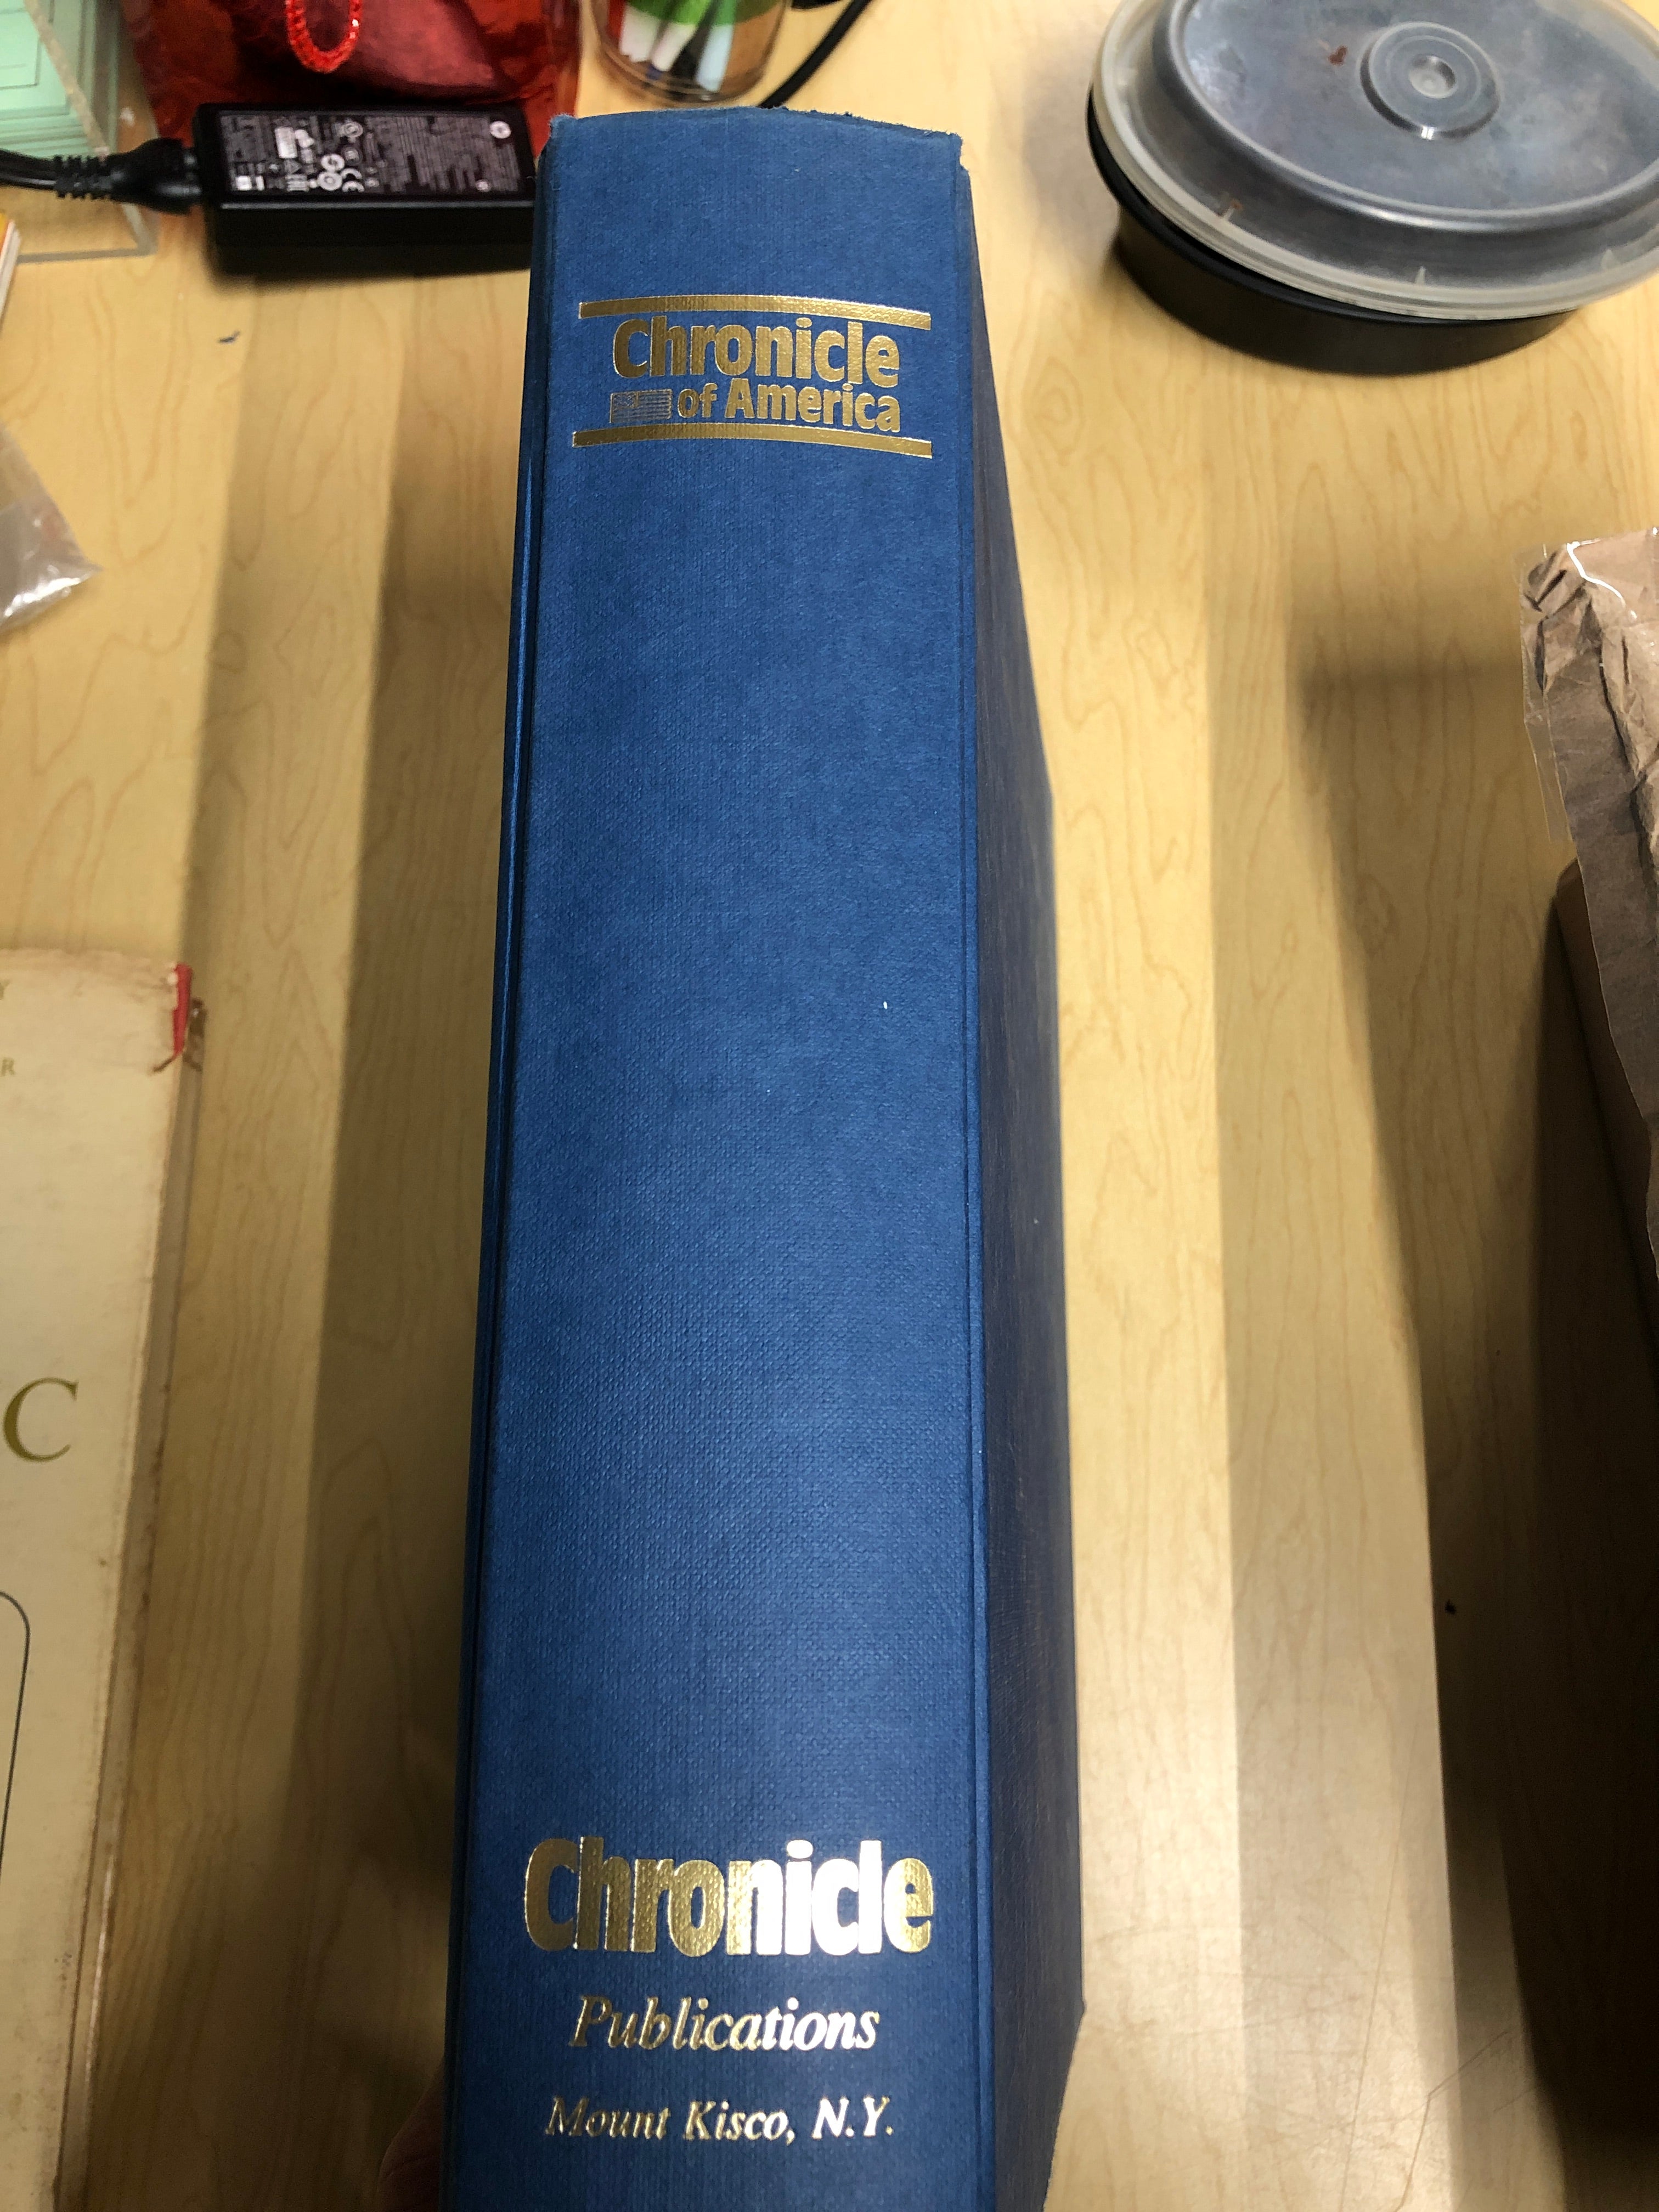 Chronicle
of America
Y
R
C
Chronicle
Publications
Mount Kisco, N.Y.